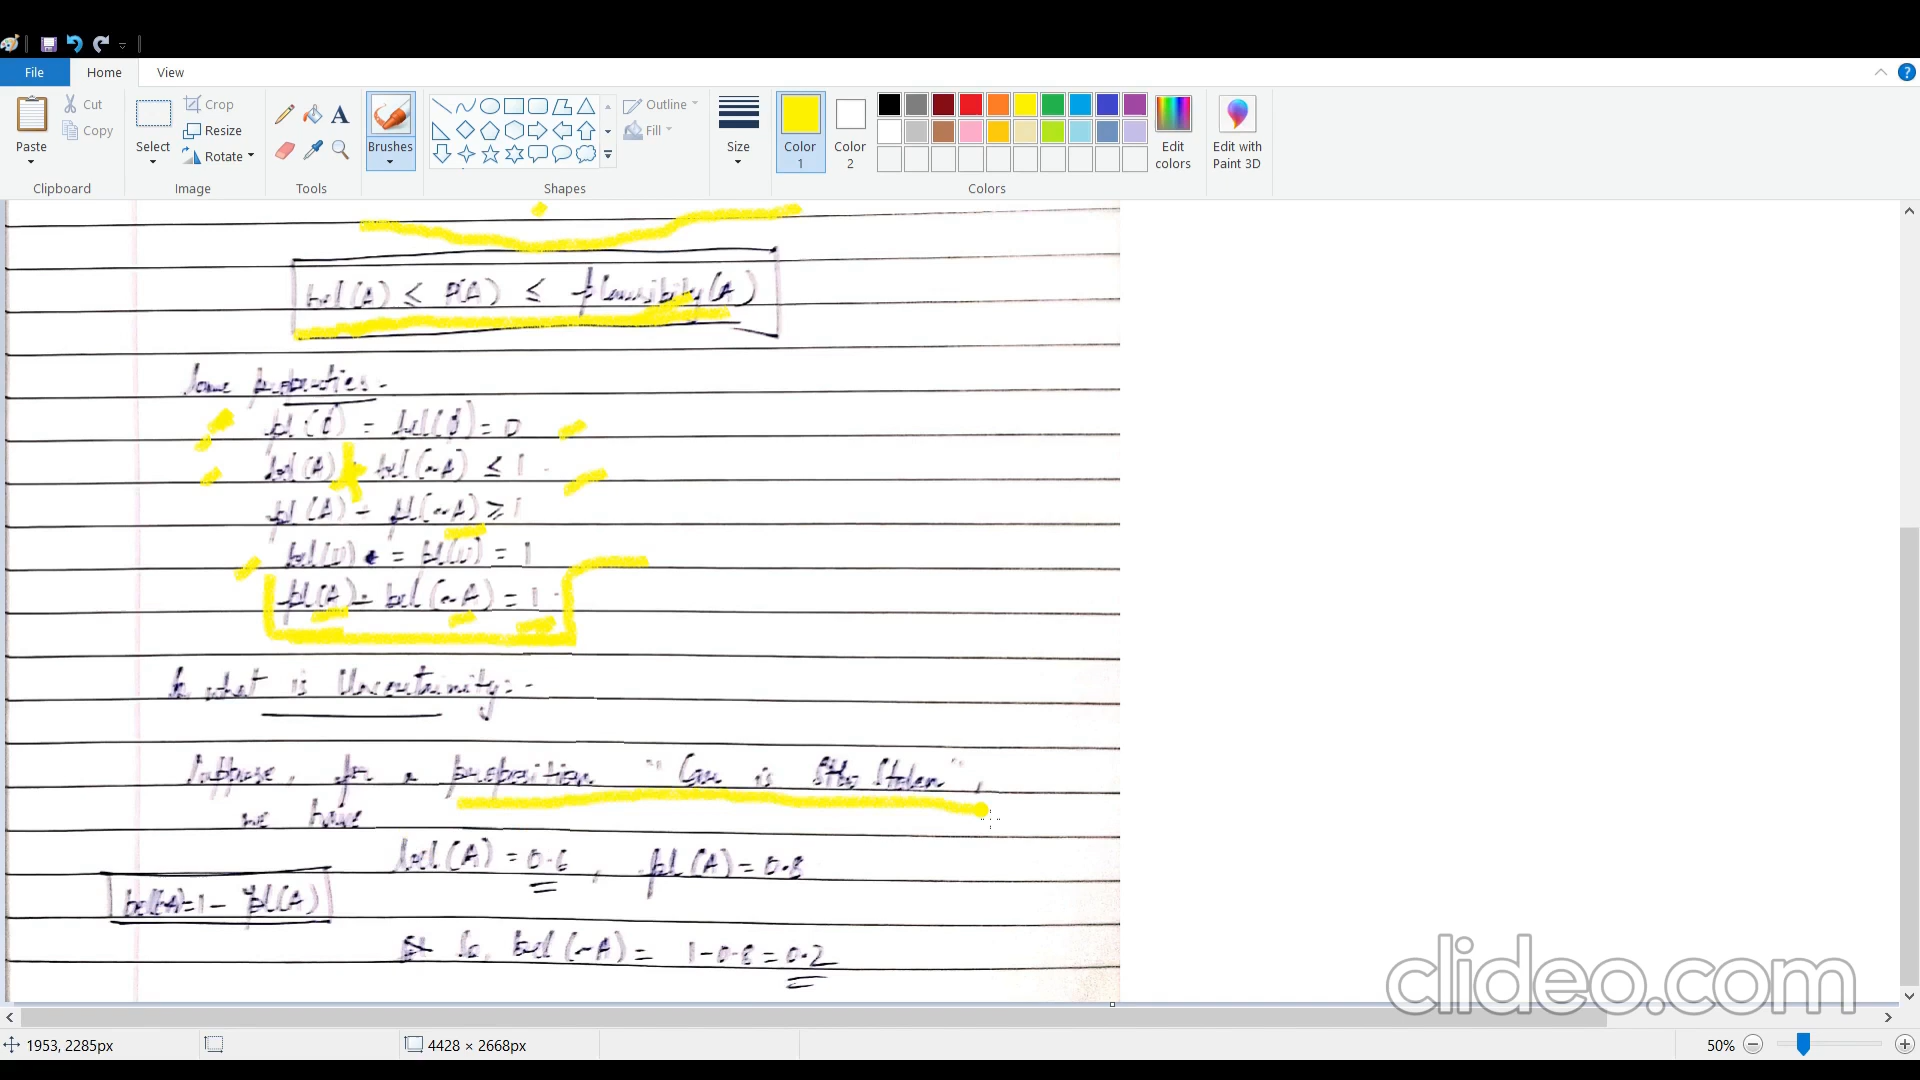 File
Home
View
Paste
Cut
Copy
Clipboard
Select
Crop
Resize
Rotate
Image
Tools
Brushes
Shapes
Outline
Fill
Size
Color 1
Color 2
Colors
Edit colors
Edit with Paint 3D
bel(A) ≤ P(A) ≤ plausibility(A)
Some properties -
pl(ϕ) = bel(ϕ) = 0
bel(A) + bel(~A) ≤ 1
pl(A) + pl(~A) ≥ 1
bel(U) = pl(U) = 1
pl(A) + bel(~A) = 1
So what is Uncertainity:-
Suppose, for a proposition "Car is Stolen",
we have
bel(A) = 0.6, pl(A) = 0.8
bel(~A) = 1 - pl(A)
So, bel(~A) = 1-0.8 = 0.2
clideo.com
1953, 2285px
4428 × 2668px
50%